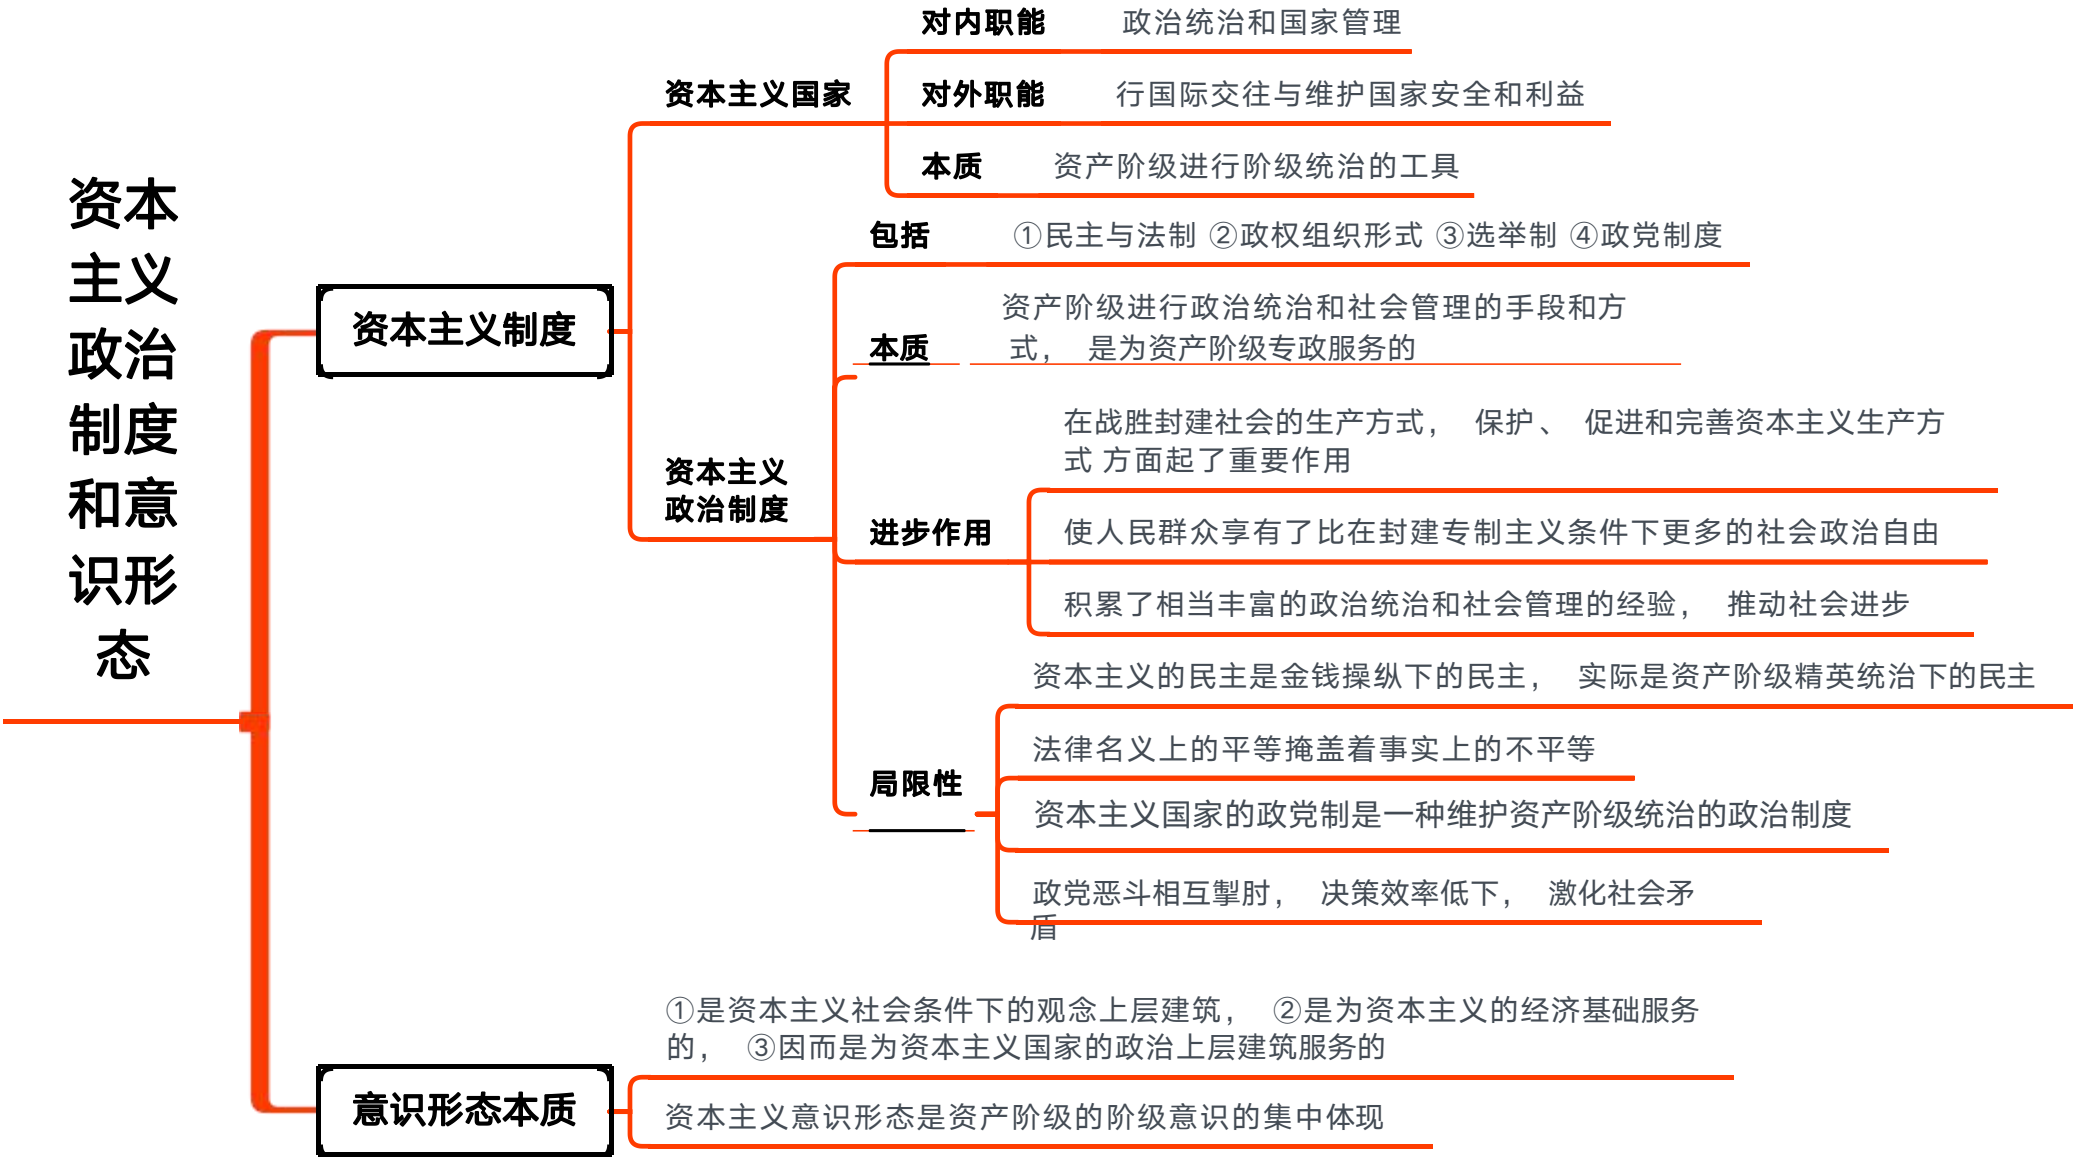 资本
主义
政治
制度
和意
识形
态
资本主义制度
资本主义国家
对内职能 政治统治和国家管理
对外职能 行国际交往与维护国家安全和利益
本质 资产阶级进行阶级统治的工具
资本主义
政治制度
包括 ①民主与法制 ②政权组织形式 ③选举制 ④政党制度
本质
资产阶级进行政治统治和社会管理的手段和方
式， 是为资产阶级专政服务的
进步作用
在战胜封建社会的生产方式， 保护、 促进和完善资本主义生产方
式 方面起了重要作用
使人民群众享有了比在封建专制主义条件下更多的社会政治自由
积累了相当丰富的政治统治和社会管理的经验， 推动社会进步
局限性
资本主义的民主是金钱操纵下的民主， 实际是资产阶级精英统治下的民主
法律名义上的平等掩盖着事实上的不平等
资本主义国家的政党制是一种维护资产阶级统治的政治制度
政党恶斗相互掣肘， 决策效率低下， 激化社会矛
盾
意识形态本质
①是资本主义社会条件下的观念上层建筑， ②是为资本主义的经济基础服务
的， ③因而是为资本主义国家的政治上层建筑服务的
资本主义意识形态是资产阶级的阶级意识的集中体现